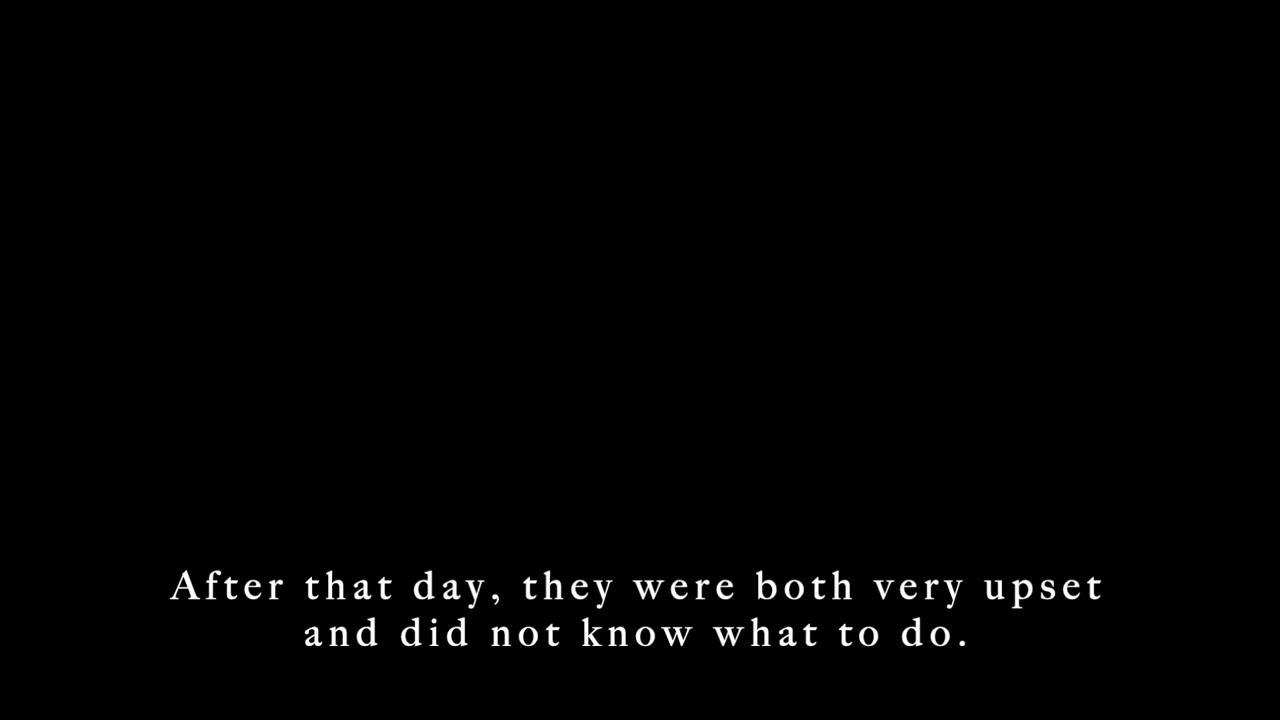 After that day, they were both very upset
and did not know what to do.